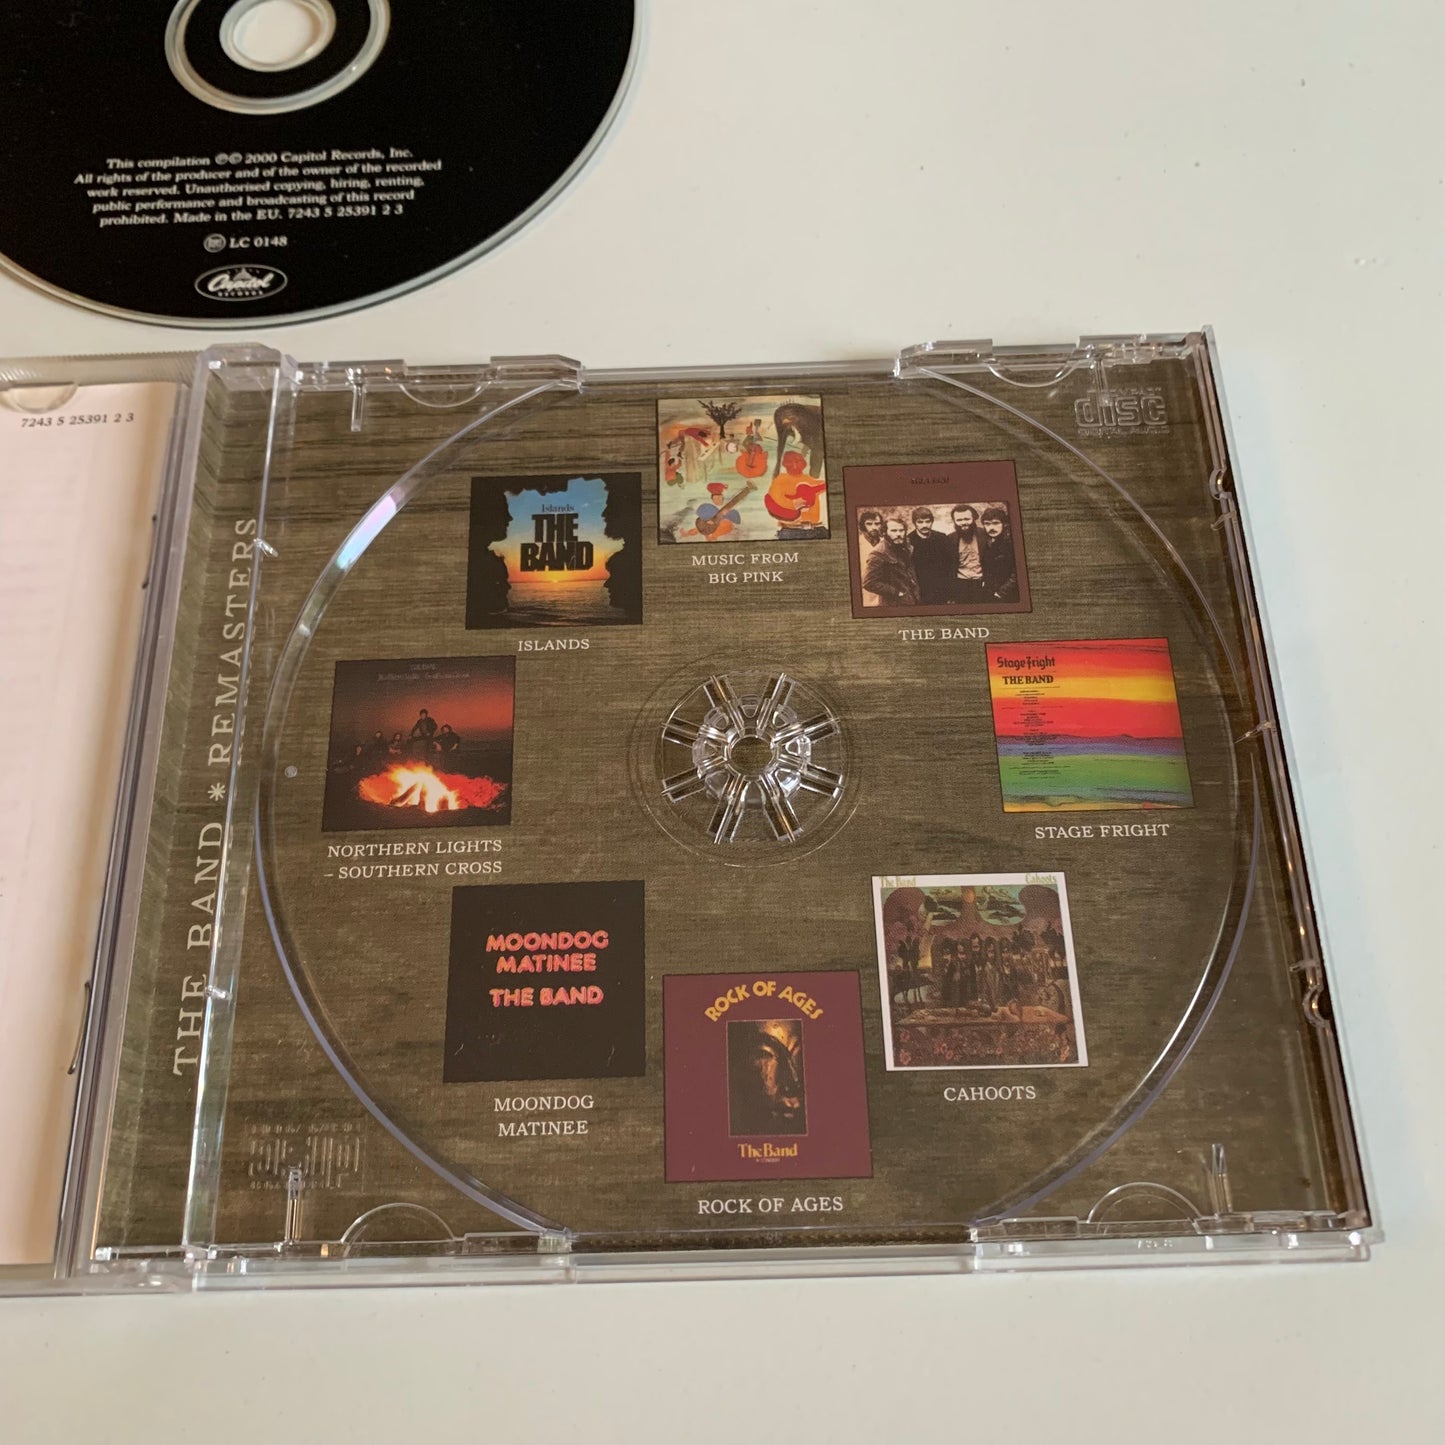 This compilation ℗© 2000 Capitol Records, Inc.
All rights of the producer and of the owner of the recorded
work reserved. Unauthorised copying, hiring, renting,
public performance and broadcasting of this record
prohibited. Made in the EU. 7243 5 25391 2 3
LC 0148
Capitol
RECORDS
7243 5 25391 2 3
THE BAND * REMASTERS
disc
MUSIC FROM
BIG PINK
THE BAND
THE BAND
Stage Fright
THE BAND
STAGE FRIGHT
The Band Cahoots
CAHOOTS
ROCK OF AGES
The Band
ROCK OF AGES
MOONDOG
MATINEE
THE BAND
MOONDOG
MATINEE
NORTHERN LIGHTS
– SOUTHERN CROSS
Islands
THE
BAND
ISLANDS